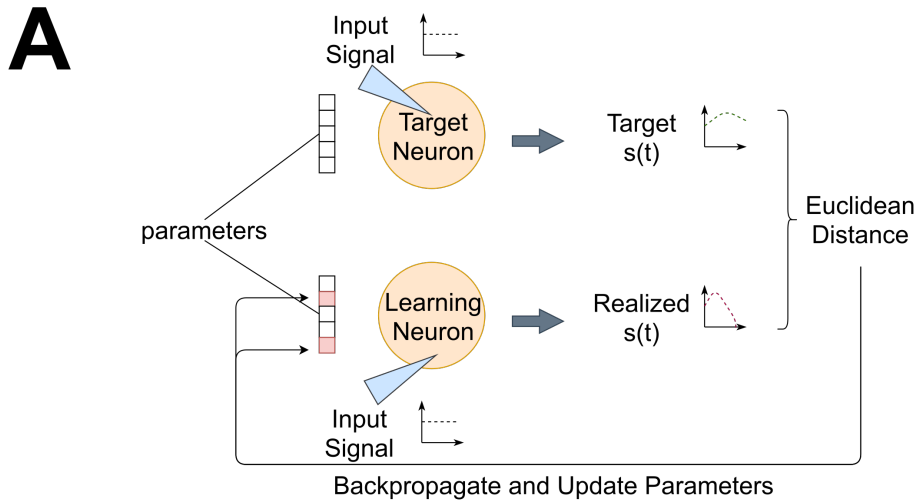 A
Input
Signal
Target
Neuron
Target
s(t)
parameters
Euclidean
Distance
Learning
Neuron
Realized
s(t)
Input
Signal
Backpropagate and Update Parameters